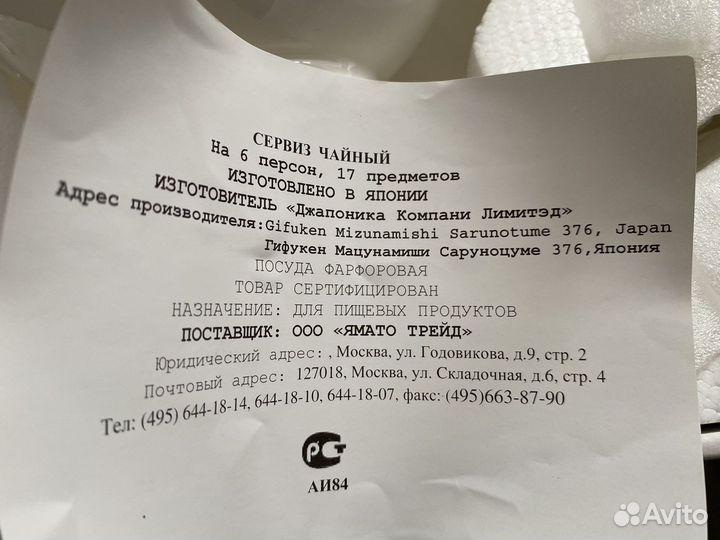 СЕРВИЗ ЧАЙНЫЙ
На 6 персон, 17 предметов
ИЗГОТОВЛЕНО В ЯПОНИИ
ИЗГОТОВИТЕЛЬ «Джапоника Компани Лимитэд»
Адрес производителя:Gifuken Mizunamishi Sarunotume 376, Japan
Гифукен Мацунамиши Саруноцуме 376,Япония
ПОСУДА ФАРФОРОВАЯ
ТОВАР СЕРТИФИЦИРОВАН
НАЗНАЧЕНИЕ: ДЛЯ ПИЩЕВЫХ ПРОДУКТОВ
ПОСТАВЩИК: ООО «ЯМАТО ТРЕЙД»
Юридический адрес: , Москва, ул. Годовикова, д.9, стр. 2
Почтовый адрес: 127018, Москва, ул. Складочная, д.6, стр. 4
Тел: (495) 644-18-14, 644-18-10, 644-18-07, факс: (495)663-87-90
РСТ
АИ84
Avito